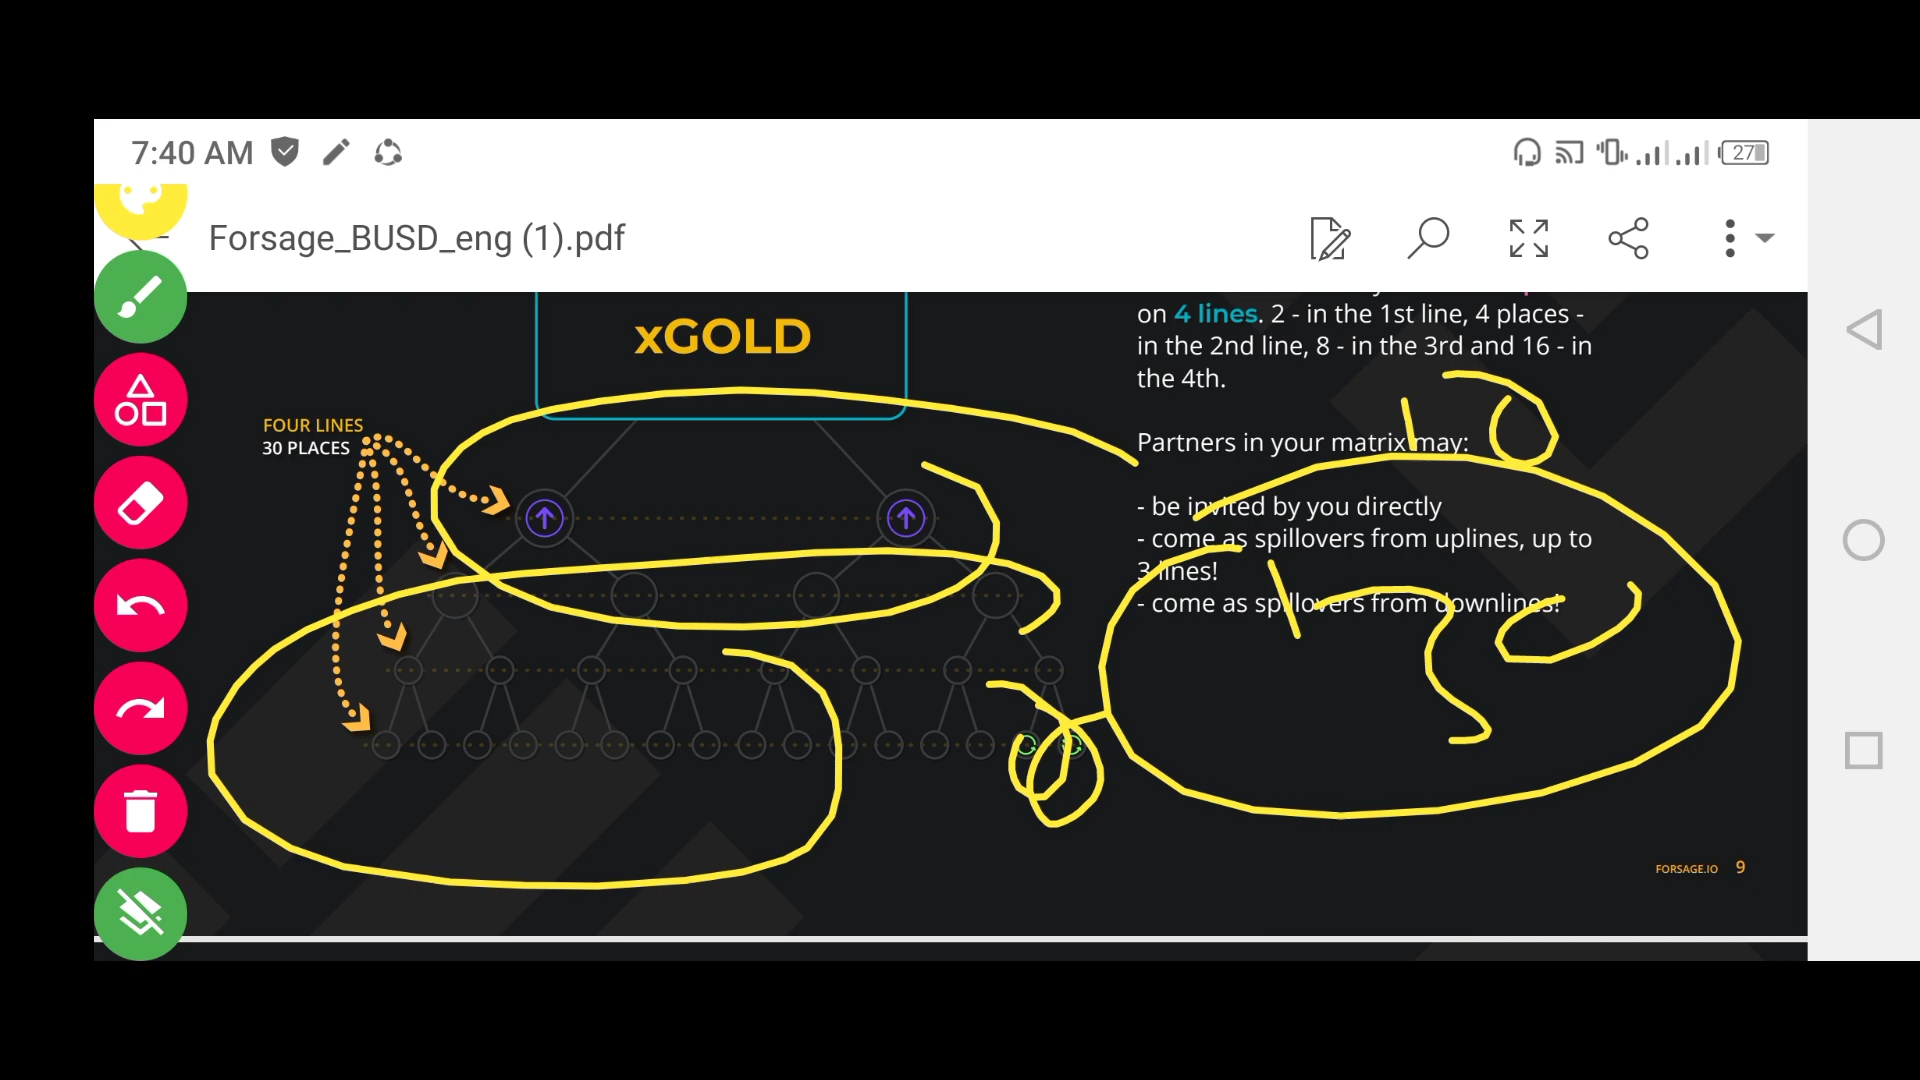 7:40 AM
27
Forsage_BUSD_eng (1).pdf
xGOLD
FOUR LINES
30 PLACES
on 4 lines. 2 - in the 1st line, 4 places -
in the 2nd line, 8 - in the 3rd and 16 - in
the 4th.
10
Partners in your matrix may:
- be invited by you directly
- come as spillovers from uplines, up to
3 lines!
- come as spillovers from downlines!
FORSAGE.IO 9